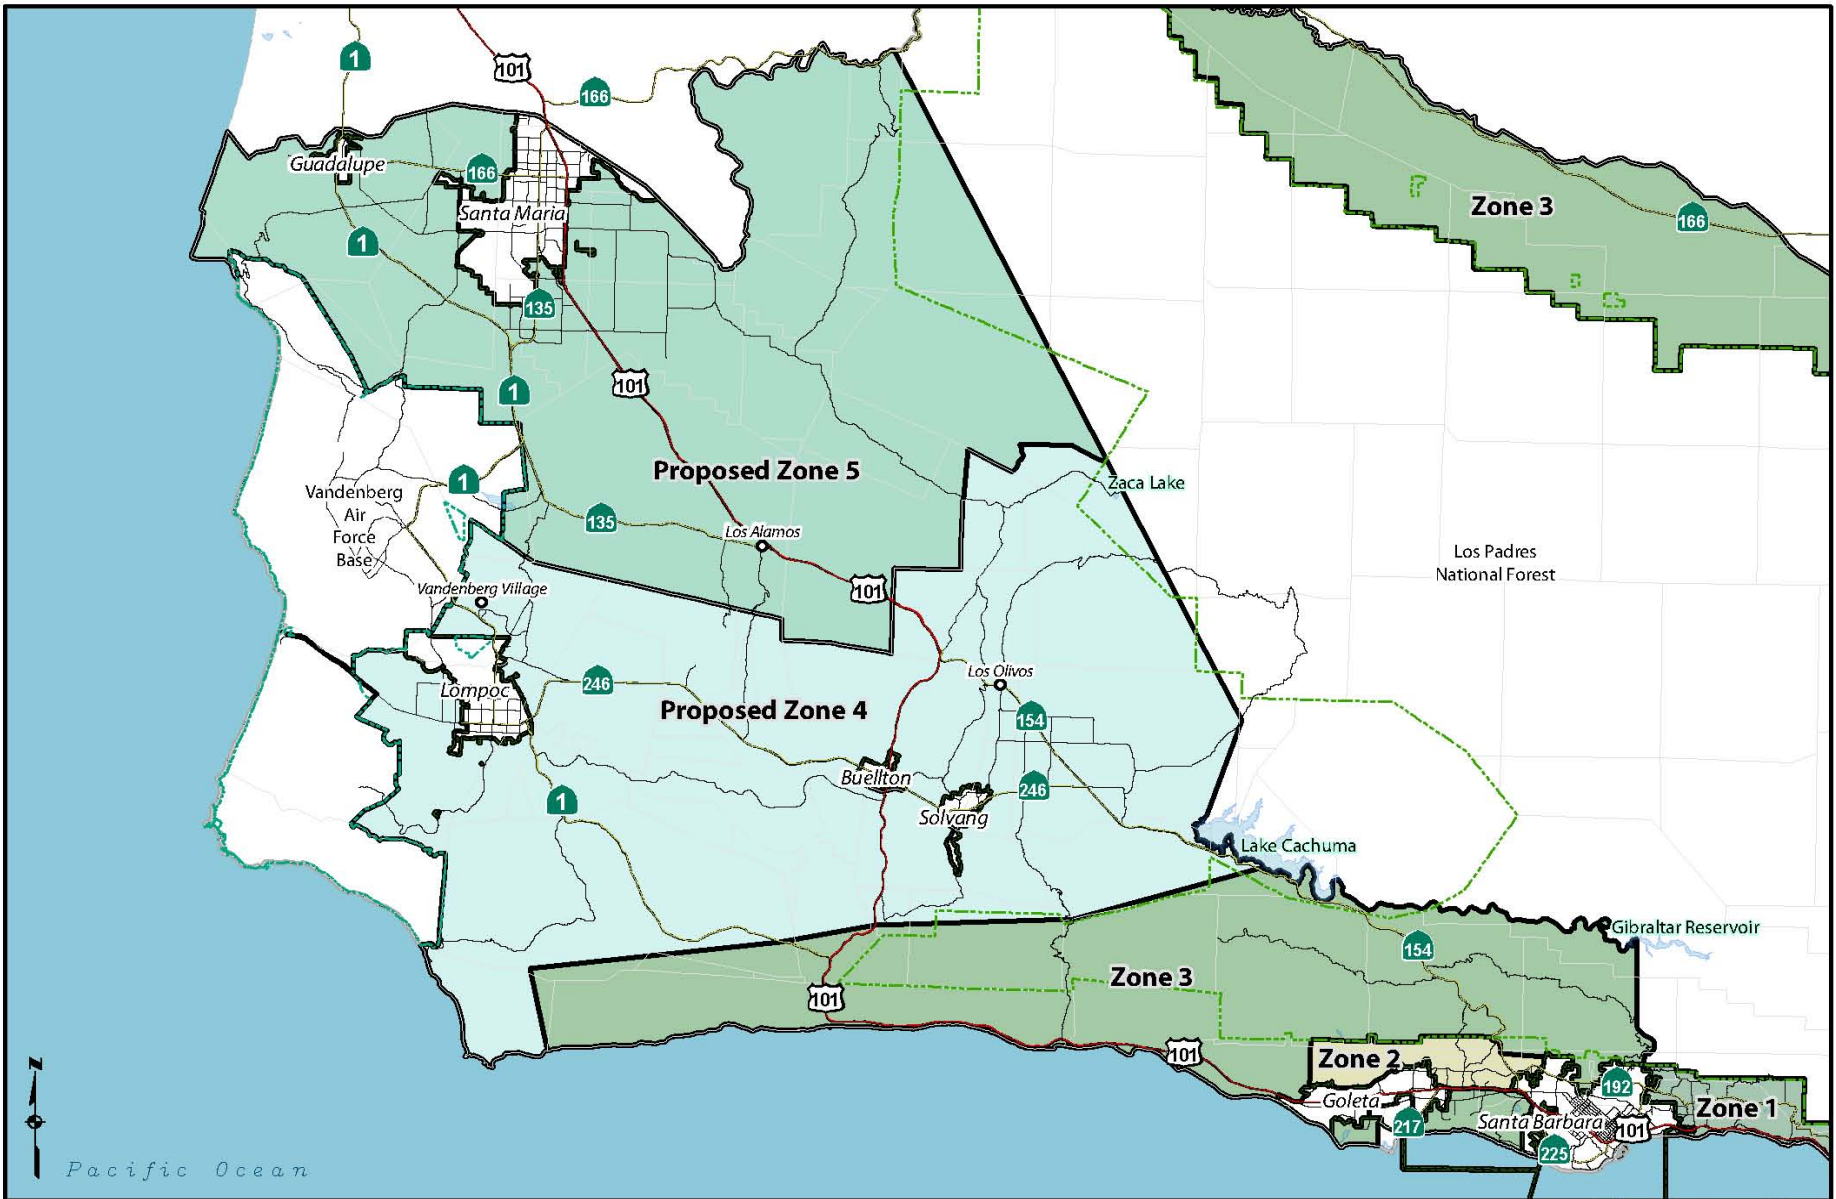 1
101
166
Guadalupe
166
Santa Maria
Zone 3
166
1
135
101
1
Proposed Zone 5
1
Zaca Lake
Vandenberg
Air
Force
Base
135
Los Alamos
Los Padres
National Forest
101
Vandenberg Village
Los Olivos
246
Lompoc
Proposed Zone 4
154
Buellton
246
1
Solvang
Lake Cachuma
Gibraltar Reservoir
154
Zone 3
101
101
Zone 2
192
Goleta
Zone 1
217
Santa Barbara
101
225
N
Pacific Ocean